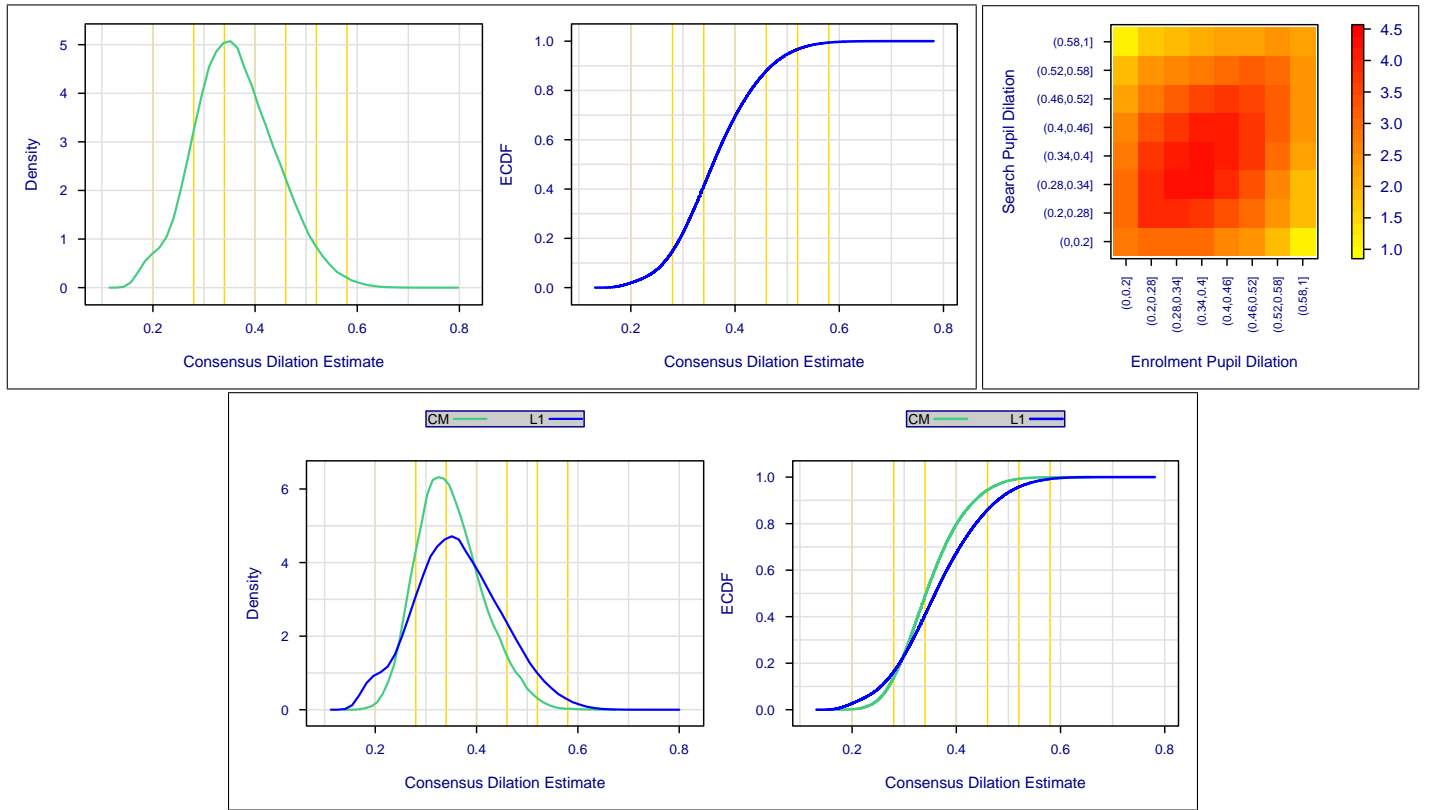 5
4
3
2
1
0
Density
0.2 0.4 0.6 0.8
Consensus Dilation Estimate
1.0
0.8
0.6
0.4
0.2
0.0
ECDF
0.2 0.4 0.6 0.8
Consensus Dilation Estimate
(0.58,1]
(0.52,0.58]
(0.46,0.52]
(0.4,0.46]
(0.34,0.4]
(0.28,0.34]
(0.2,0.28]
(0,0.2]
Search Pupil Dilation
(0,0.2]
(0.2,0.28]
(0.28,0.34]
(0.34,0.4]
(0.4,0.46]
(0.46,0.52]
(0.52,0.58]
(0.58,1]
Enrolment Pupil Dilation
4.5
4.0
3.5
3.0
2.5
2.0
1.5
1.0
CM L1
6
4
2
0
Density
0.2 0.4 0.6 0.8
Consensus Dilation Estimate
CM L1
1.0
0.8
0.6
0.4
0.2
0.0
ECDF
0.2 0.4 0.6 0.8
Consensus Dilation Estimate